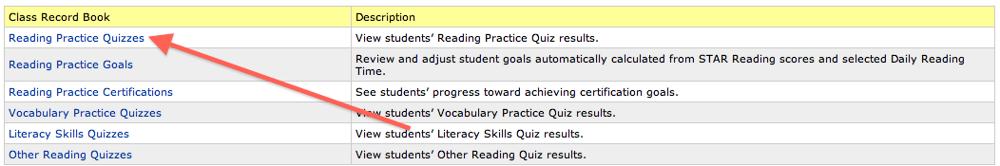 Class Record Book Description
Reading Practice Quizzes View students’ Reading Practice Quiz results.
Reading Practice Goals Review and adjust student goals automatically calculated from STAR Reading scores and selected Daily Reading
Time.
Reading Practice Certifications See students’ progress toward achieving certification goals.
Vocabulary Practice Quizzes View students’ Vocabulary Practice Quiz results.
Literacy Skills Quizzes View students’ Literacy Skills Quiz results.
Other Reading Quizzes View students’ Other Reading Quiz results.